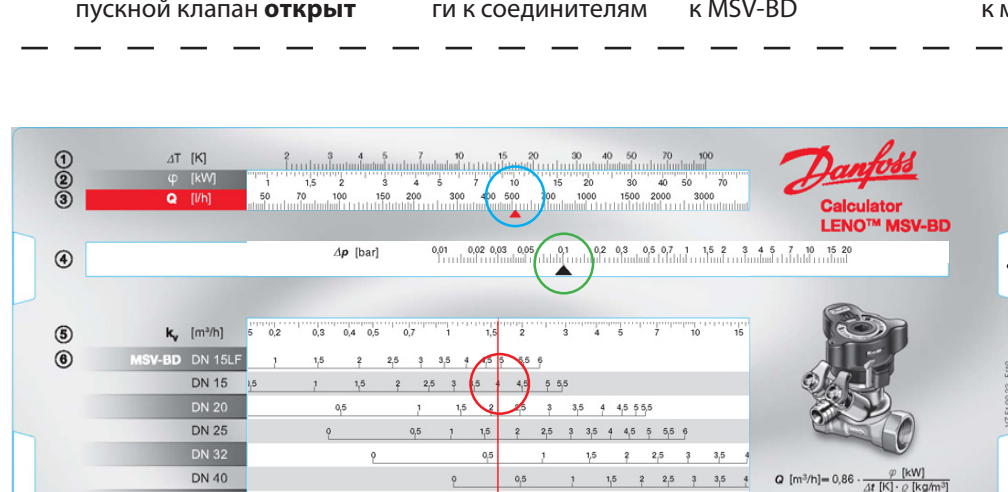 пускной клапан открыт
ги к соединителям
к MSV-BD
к м
① ΔT [K] 2 3 4 5 7 10 15 20 30 40 50 70 100
② φ [kW] 1 1,5 2 3 4 5 7 10 15 20 30 40 50 70
③ Q [l/h] 50 70 100 150 200 300 400 500 700 1000 1500 2000 3000
Danfoss
Calculator
LENO™ MSV-BD
④ Δp [bar] 0,01 0,02 0,03 0,05 0,1 0,2 0,3 0,5 0,7 1 1,5 2 3 4 5 7 10 15 20
⑤ kv [m³/h] 5 0,2 0,3 0,4 0,5 0,7 1 1,5 2 3 4 5 7 10 15
⑥ MSV-BD DN 15LF 1 1,5 2 2,5 3 3,5 4 4,5 5 5,5 6
DN 15 0,5 1 1,5 2 2,5 3 3,5 4 4,5 5 5,5
DN 20 0,5 1 1,5 2 2,5 3 3,5 4 4,5 5 5,5
DN 25 0 0,5 1 1,5 2 2,5 3 3,5 4 4,5 5 5,5 6
DN 32 0 0,5 1 1,5 2 2,5 3 3,5 4
DN 40 0 0,5 1 1,5 2 2,5 3 3,5 4
Q [m³/h]= 0,86 · φ [kW]
Δt [K] · ϱ [kg/m³]